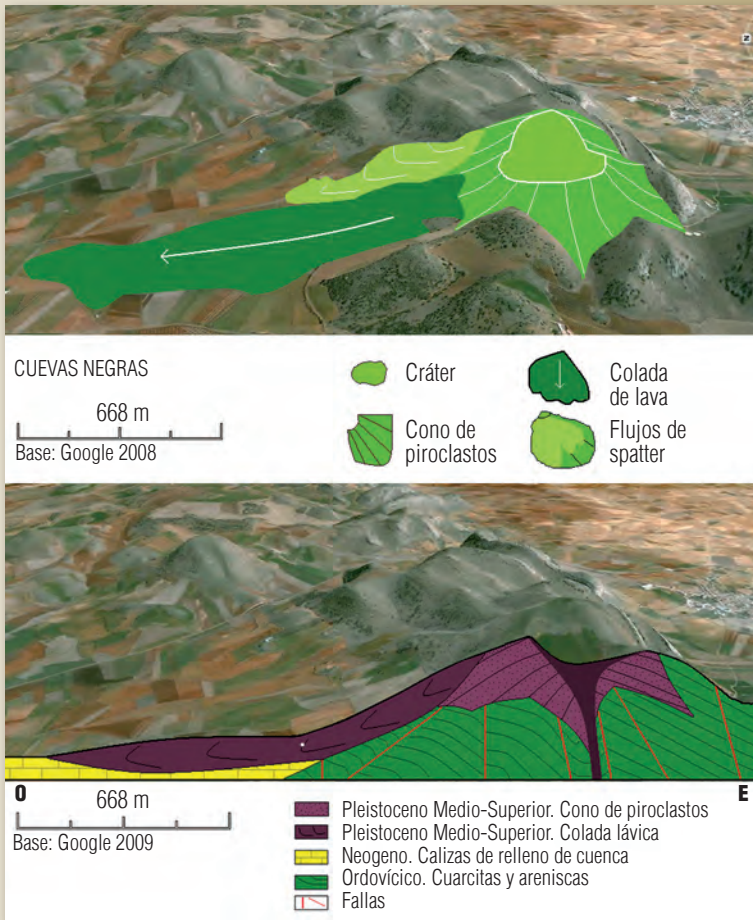 N
CUEVAS NEGRAS
668 m
Base: Google 2008
Cráter
Cono de
piroclastos
Colada
de lava
Flujos de
spatter
O
E
668 m
Base: Google 2009
Pleistoceno Medio-Superior. Cono de piroclastos
Pleistoceno Medio-Superior. Colada lávica
Neogeno. Calizas de relleno de cuenca
Ordovícico. Cuarcitas y areniscas
Fallas